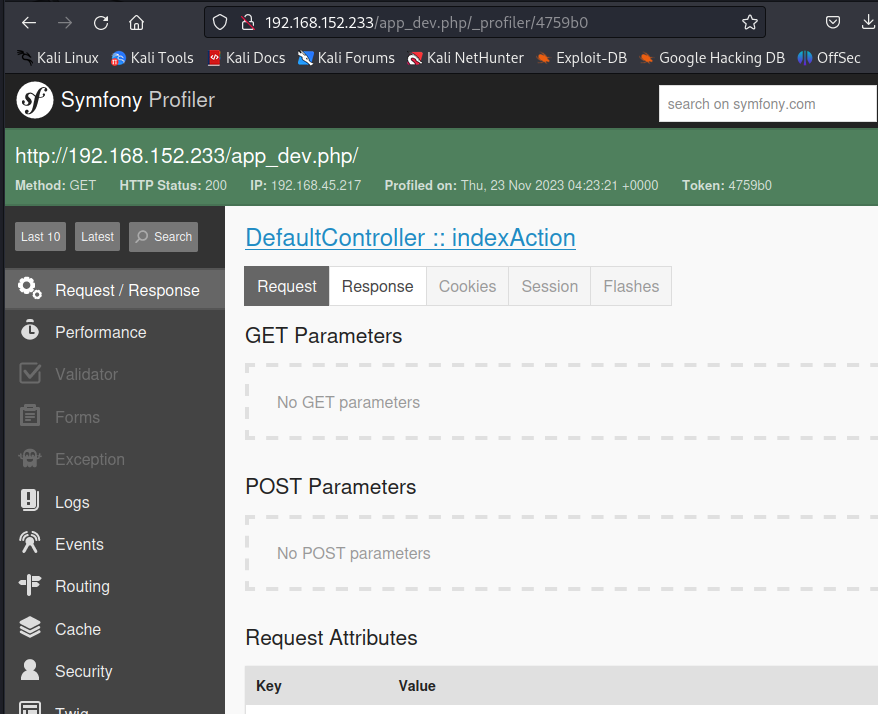 192.168.152.233/app_dev.php/_profiler/4759b0
Kali Linux Kali Tools Kali Docs Kali Forums Kali NetHunter Exploit-DB Google Hacking DB OffSec
sf Symfony Profiler search on symfony.com
http://192.168.152.233/app_dev.php/
Method: GET HTTP Status: 200 IP: 192.168.45.217 Profiled on: Thu, 23 Nov 2023 04:23:21 +0000 Token: 4759b0
Last 10 Latest Search
Request / Response
Performance
Validator
Forms
Exception
Logs
Events
Routing
Cache
Security
Twig
DefaultController :: indexAction
Request Response Cookies Session Flashes
GET Parameters
No GET parameters
POST Parameters
No POST parameters
Request Attributes
Key Value